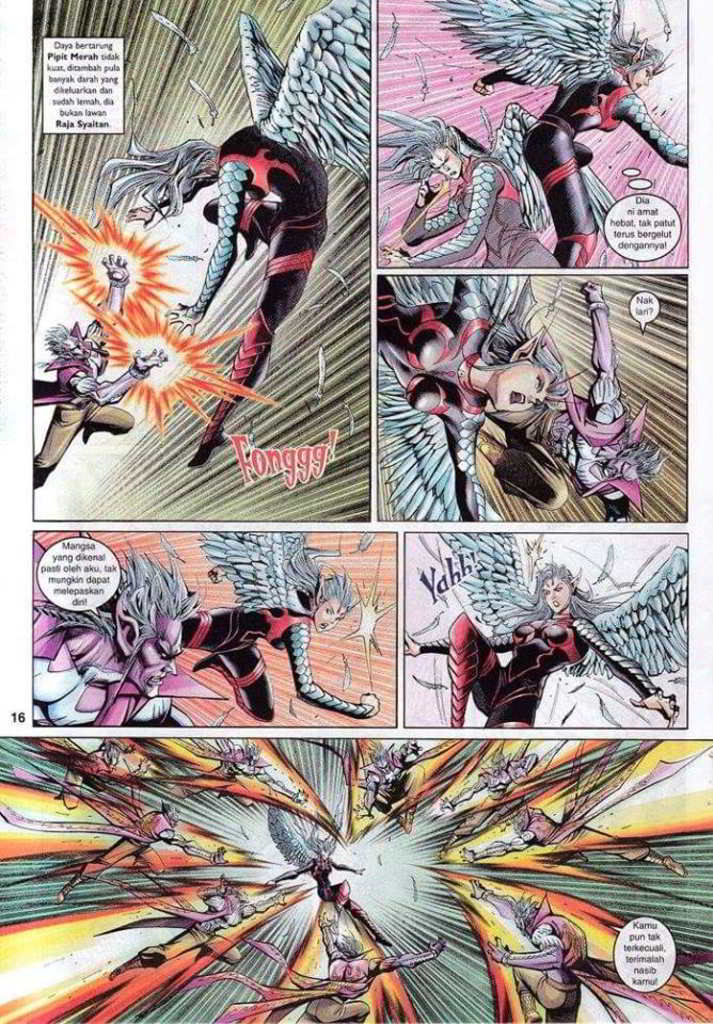 Daya bertarung
Pipit Merah tidak
kuat, ditambah pula
banyak darah yang
dikeluarkan dan
sudah lemah, dia
bukan lawan
Raja Syaitan.
Fonggg!
Dia
ni amat
hebat, tak patut
terus bergelut
dengannya!
Nak
lari?
Mangsa
yang dikenal
pasti oleh aku, tak
mungkin dapat
melepaskan
diri!
Yahh!
16
Kamu
pun tak
terkecuali,
terimalah
nasib
kamu!